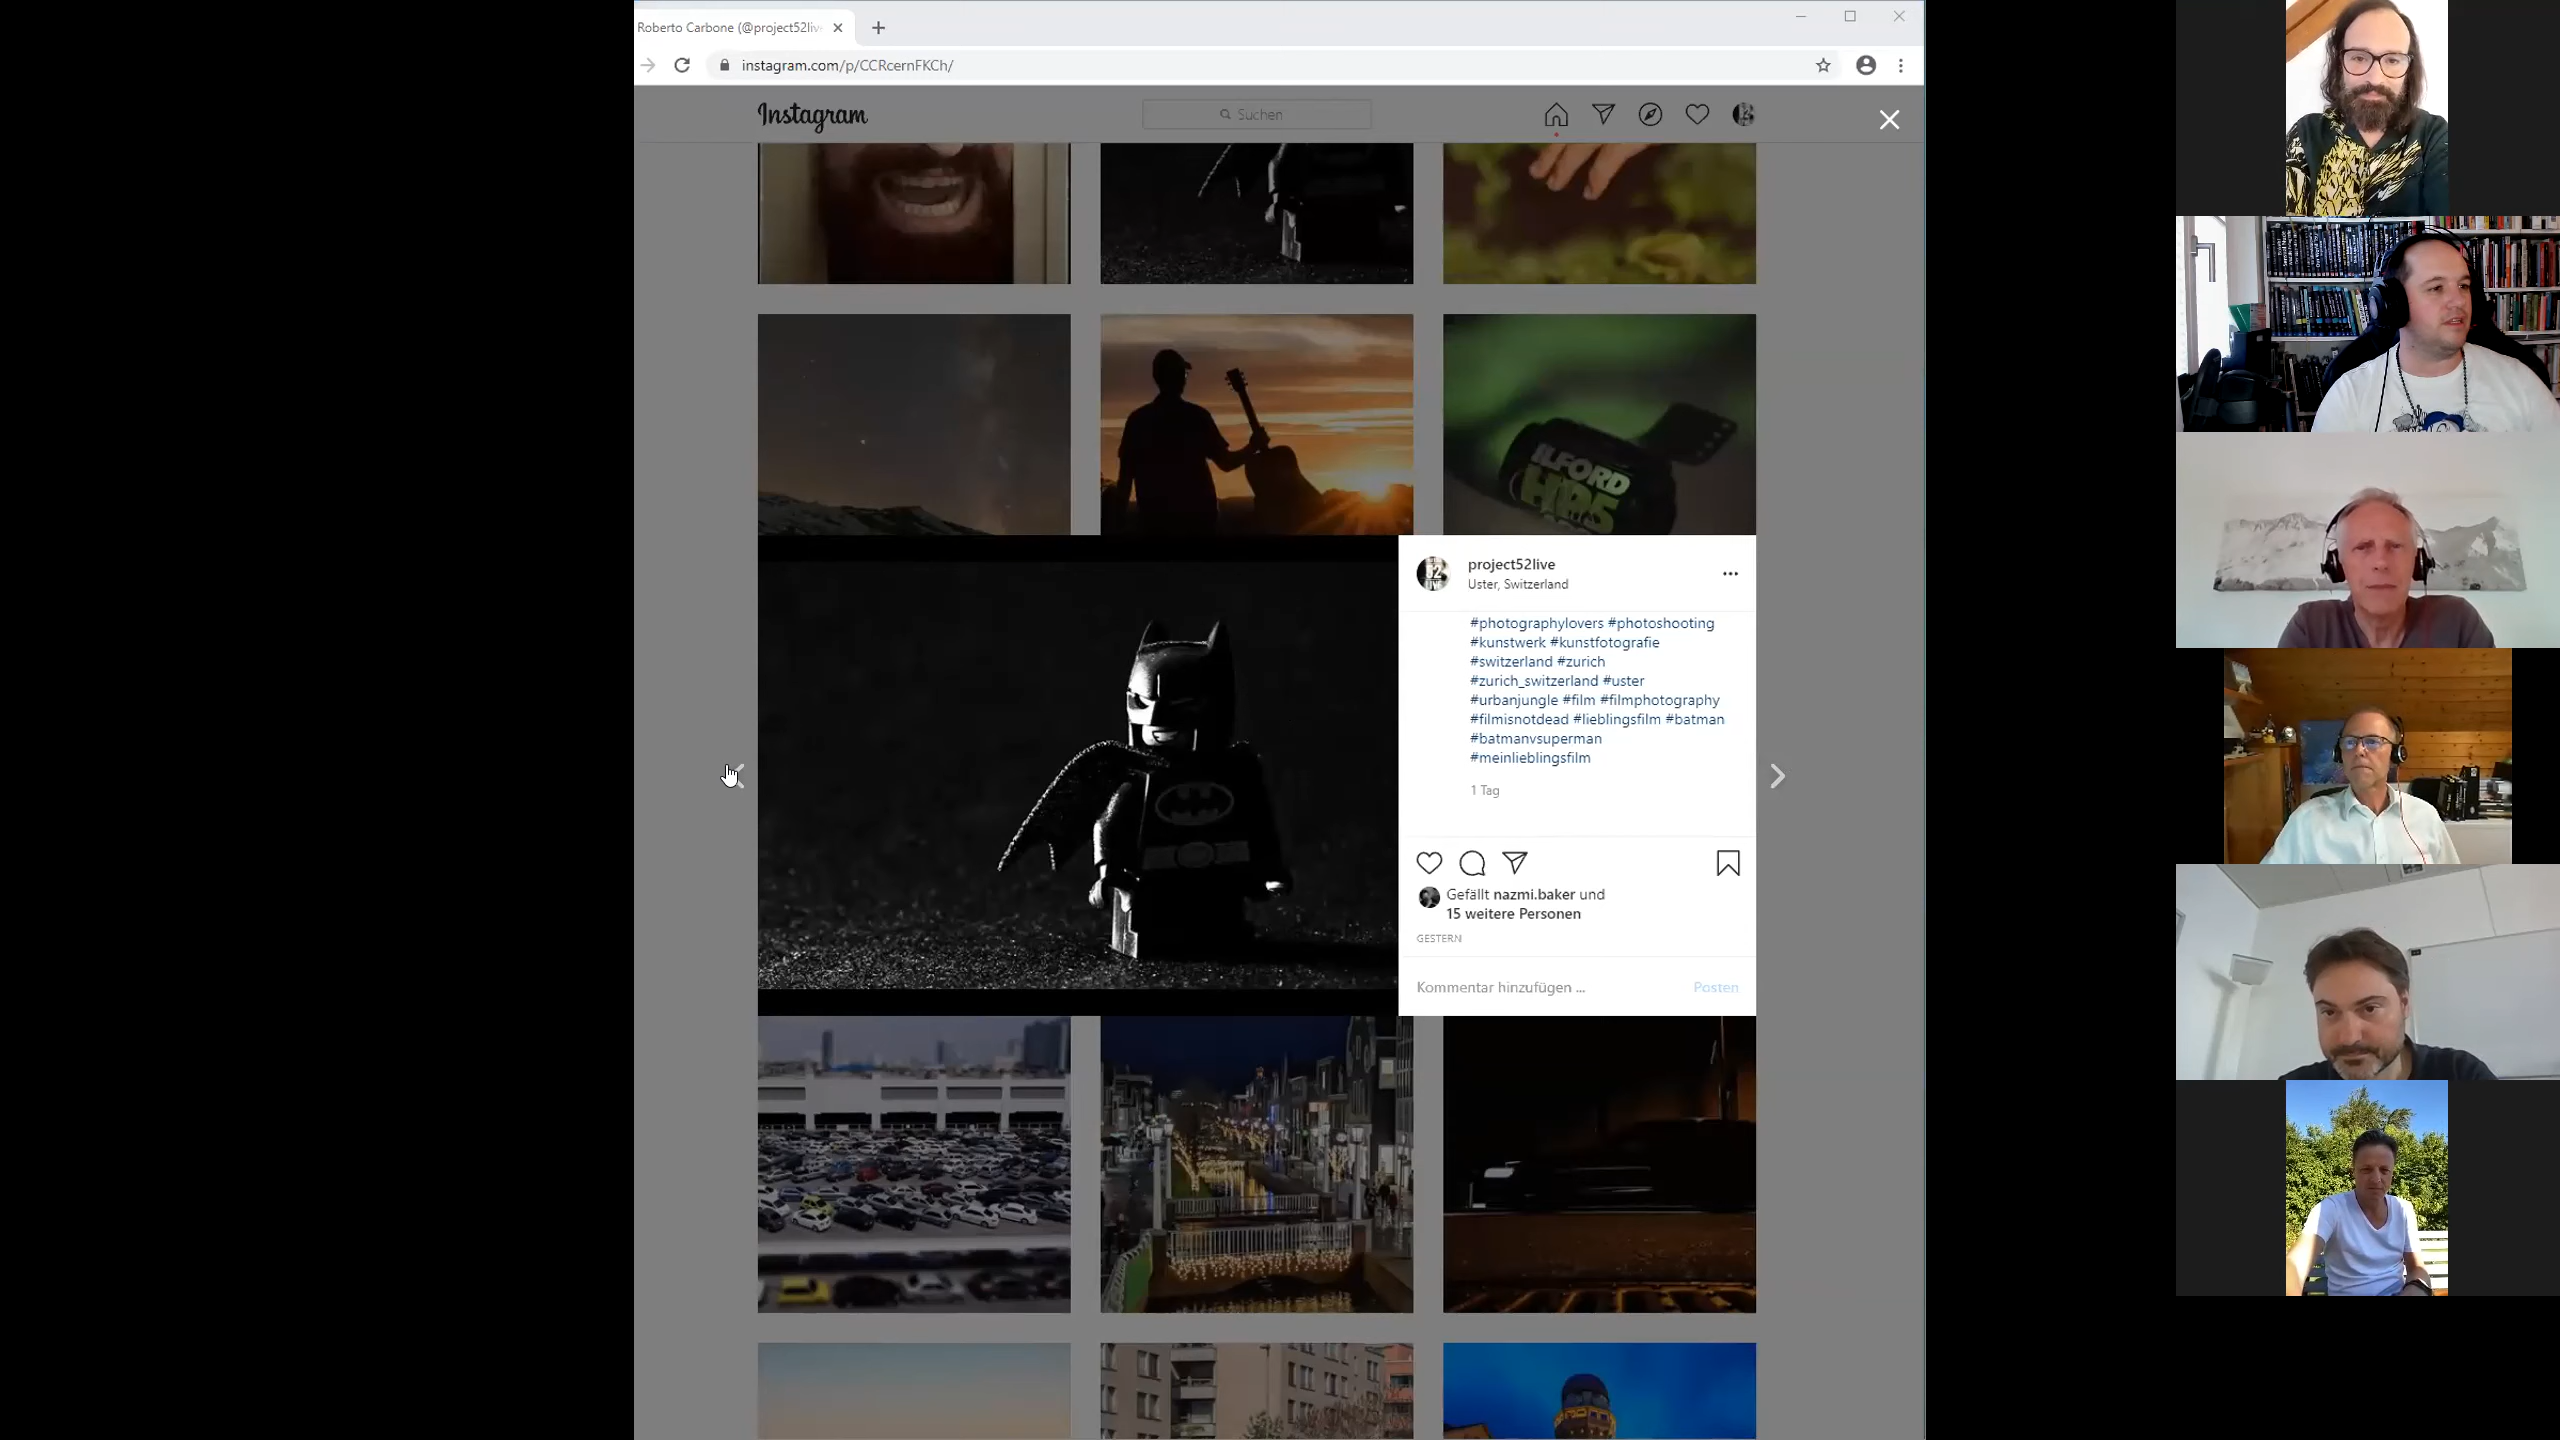 Roberto Carbone (@project52liv
instagram.com/p/CCRcernFKCh/
Instagram
Suchen
ILFORD
HP5
project52live
Uster, Switzerland
#photographylovers #photoshooting
#kunstwerk #kunstfotografie
#switzerland #zurich
#zurich_switzerland #uster
#urbanjungle #film #filmphotography
#filmisnotdead #lieblingsfilm #batman
#batmanvsuperman
#meinlieblingsfilm
1 Tag
Gefällt nazmi.baker und
15 weitere Personen
GESTERN
Kommentar hinzufügen ...
Posten